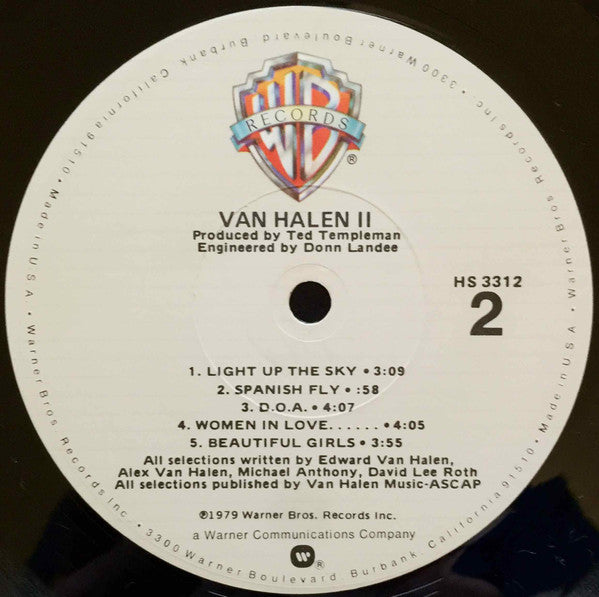 WB
RECORDS
®
VAN HALEN II
Produced by Ted Templeman
Engineered by Donn Landee
HS 3312
2
1. LIGHT UP THE SKY • 3:09
2. SPANISH FLY • :58
3. D.O.A. • 4:07
4. WOMEN IN LOVE...... • 4:05
5. BEAUTIFUL GIRLS • 3:55
All selections written by Edward Van Halen,
Alex Van Halen, Michael Anthony, David Lee Roth
All selections published by Van Halen Music-ASCAP
℗1979 Warner Bros. Records Inc.
a Warner Communications Company
W ®
Warner Bros. Records Inc. • 3300 Warner Boulevard, Burbank, California 91510 • Made in U.S.A. • Warner Bros. Records Inc. • 3300 Warner Boulevard, Burbank, California 91510 • Made in U.S.A. •